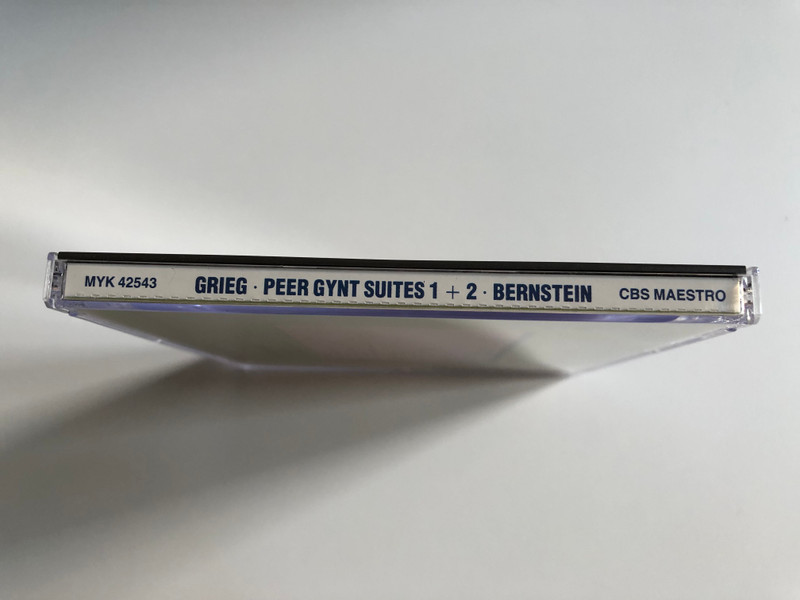 MYK 42543 GRIEG · PEER GYNT SUITES 1 + 2 · BERNSTEIN CBS MAESTRO